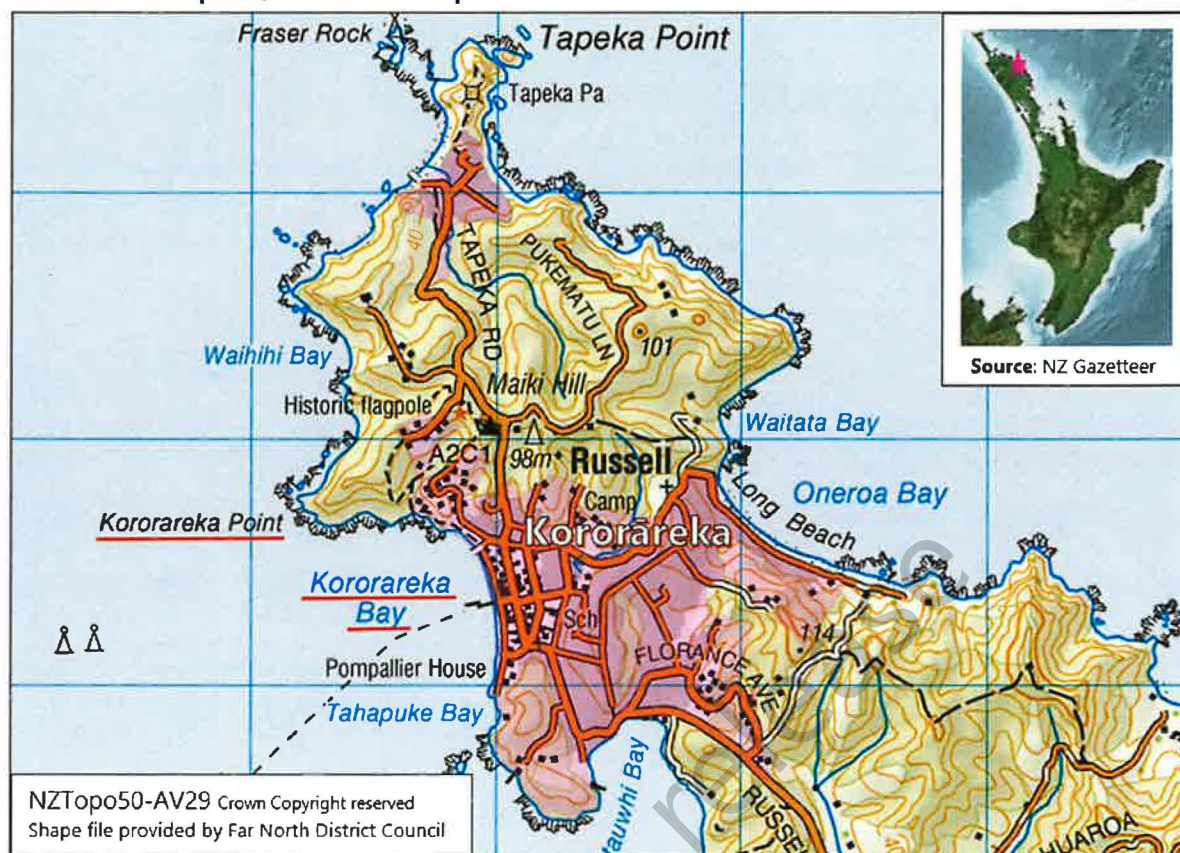 Fraser Rock
Tapeka Point
Tapeka Pa
Source: NZ Gazetteer
40
TAPEKA RD
PUKEMATU LN
101
Waihihi Bay
Maiki Hill
Historic flagpole
Waitata Bay
A2C1
98m
Russell
Camp
Long Beach
Oneroa Bay
Kororareka Point
Kororāreka
Kororareka
Bay
Sch
114
Pompallier House
FLORANCE AVE
Tahapuke Bay
40
NZTopo50-AV29 Crown Copyright reserved
Shape file provided by Far North District Council